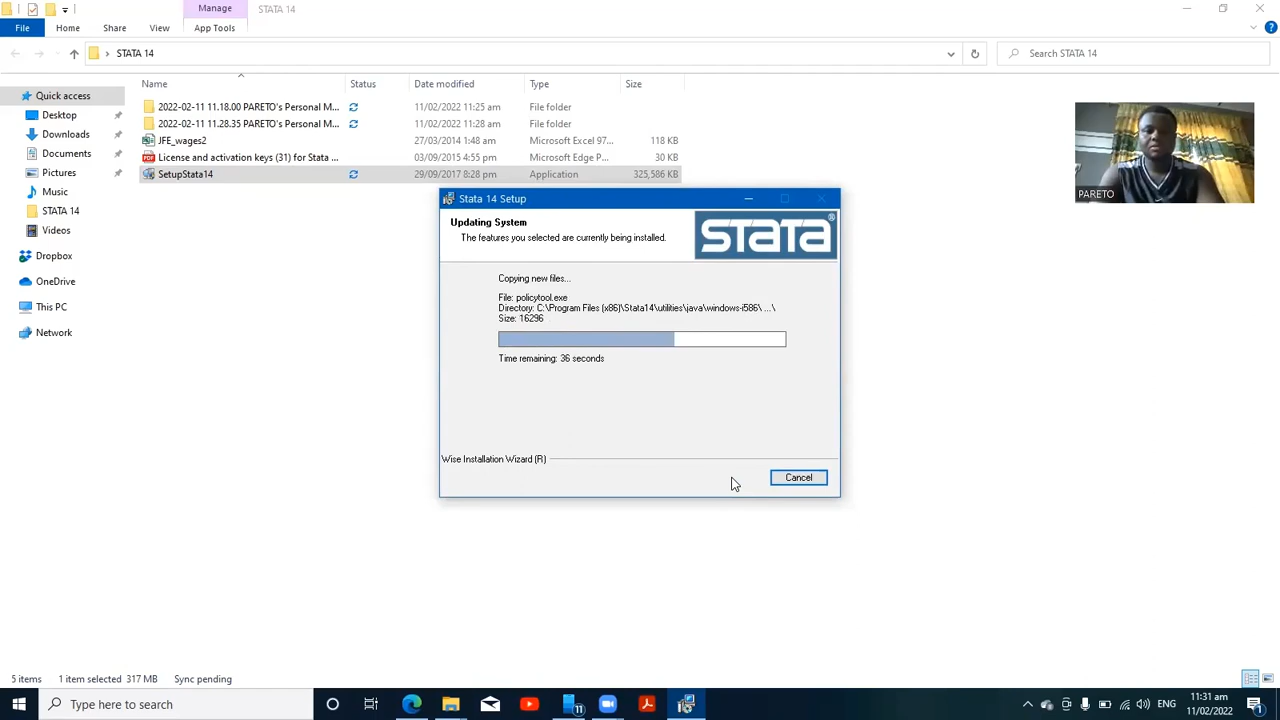 Manage
STATA 14
File
Home
Share
View
App Tools
STATA 14
Search STATA 14
Name
Status
Date modified
Type
Size
Quick access
Desktop
Downloads
Documents
Pictures
Music
STATA 14
Videos
Dropbox
OneDrive
This PC
Network
2022-02-11 11.18.00 PARETO's Personal M... 11/02/2022 11:25 am File folder
2022-02-11 11.28.35 PARETO's Personal M... 11/02/2022 11:28 am File folder
JFE_wages2 27/03/2014 1:48 am Microsoft Excel 97... 118 KB
License and activation keys (31) for Stata ... 03/09/2015 4:55 pm Microsoft Edge P... 30 KB
SetupStata14 29/09/2017 8:28 pm Application 325,586 KB
PARETO
Stata 14 Setup
Updating System
The features you selected are currently being installed.
STATA®
Copying new files...
File: policytool.exe
Directory: C:\Program Files (x86)\Stata14\utilities\java\windows-i586\ ...\
Size: 16296
Time remaining: 36 seconds
Wise Installation Wizard (R)
Cancel
5 items
1 item selected 317 MB
Sync pending
Type here to search
11
ENG
11:31 am
11/02/2022
1